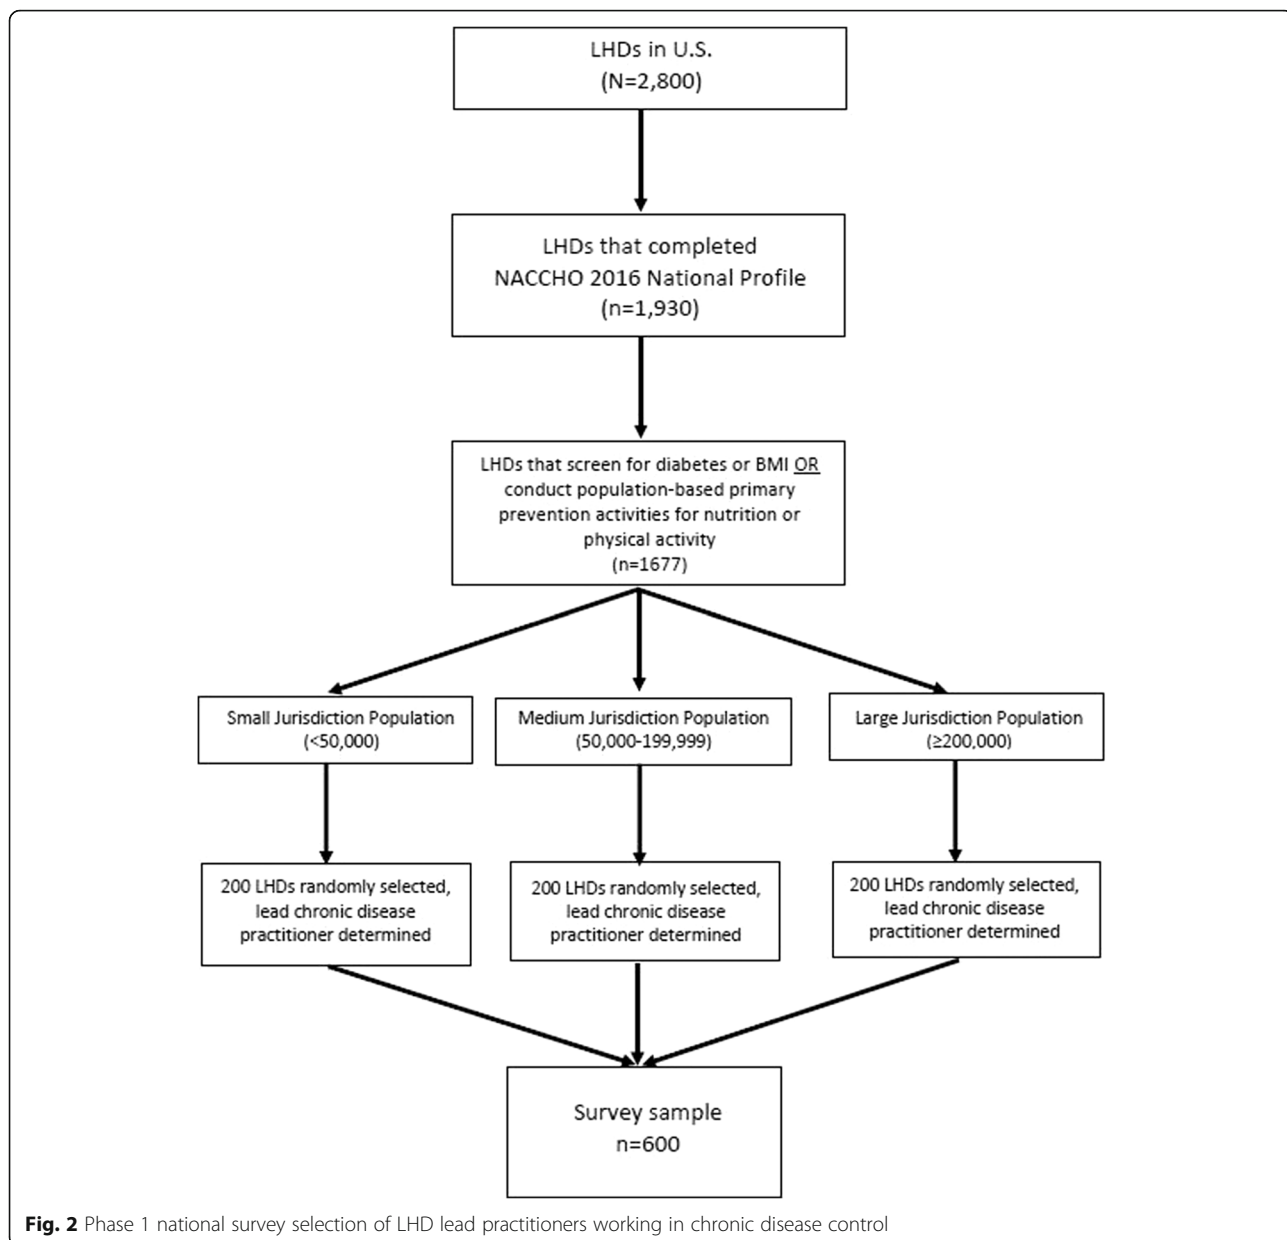 LHDs in U.S.
(N=2,800)
LHDs that completed
NACCHO 2016 National Profile
(n=1,930)
LHDs that screen for diabetes or BMI OR
conduct population-based primary
prevention activities for nutrition or
physical activity
(n=1677)
Small Jurisdiction Population
(<50,000)
Medium Jurisdiction Population
(50,000-199,999)
Large Jurisdiction Population
(≥200,000)
200 LHDs randomly selected,
lead chronic disease
practitioner determined
200 LHDs randomly selected,
lead chronic disease
practitioner determined
200 LHDs randomly selected,
lead chronic disease
practitioner determined
Survey sample
n=600
Fig. 2 Phase 1 national survey selection of LHD lead practitioners working in chronic disease control